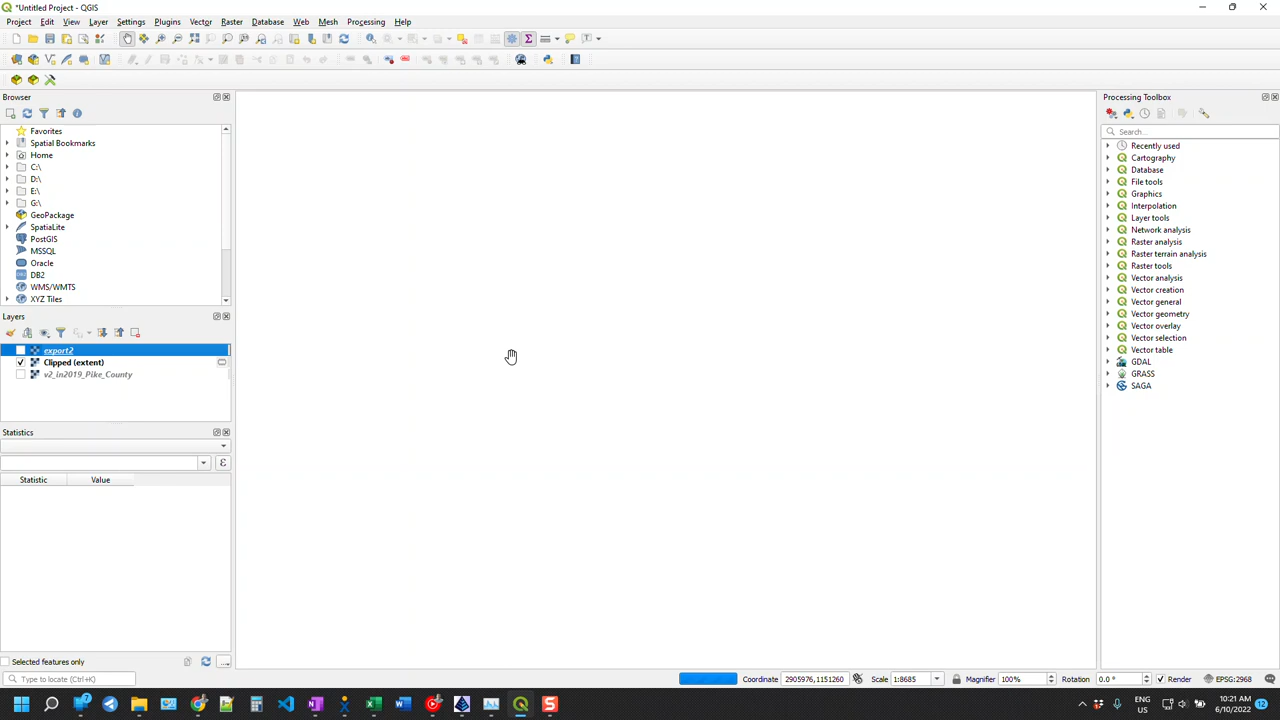 *Untitled Project - QGIS
Project Edit View Layer Settings Plugins Vector Raster Database Web Mesh Processing Help
Browser
Favorites
Spatial Bookmarks
Home
C:\
D:\
E:\
G:\
GeoPackage
SpatiaLite
PostGIS
MSSQL
Oracle
DB2
WMS/WMTS
XYZ Tiles
Layers
export2
Clipped (extent)
v2_in2019_Pike_County
Statistics
ε
Statistic Value
Selected features only
...
Type to locate (Ctrl+K)
Processing Toolbox
Search...
Recently used
Cartography
Database
File tools
Graphics
Interpolation
Layer tools
Network analysis
Raster analysis
Raster terrain analysis
Raster tools
Vector analysis
Vector creation
Vector general
Vector geometry
Vector overlay
Vector selection
Vector table
GDAL
GRASS
SAGA
Coordinate 2905976,1151260 Scale 1:8685 Magnifier 100% Rotation 0.0 ° Render EPSG:2968
7
ENG
US
10:21 AM
6/10/2022
12